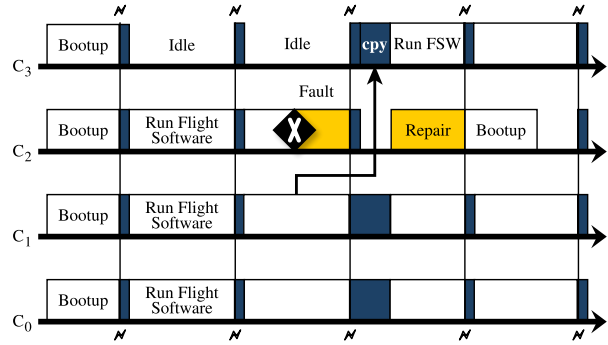 Bootup Idle Idle cpy Run FSW
C3
Fault
Bootup Run Flight Software X Repair Bootup
C2
Bootup Run Flight Software
C1
Bootup Run Flight Software
C0